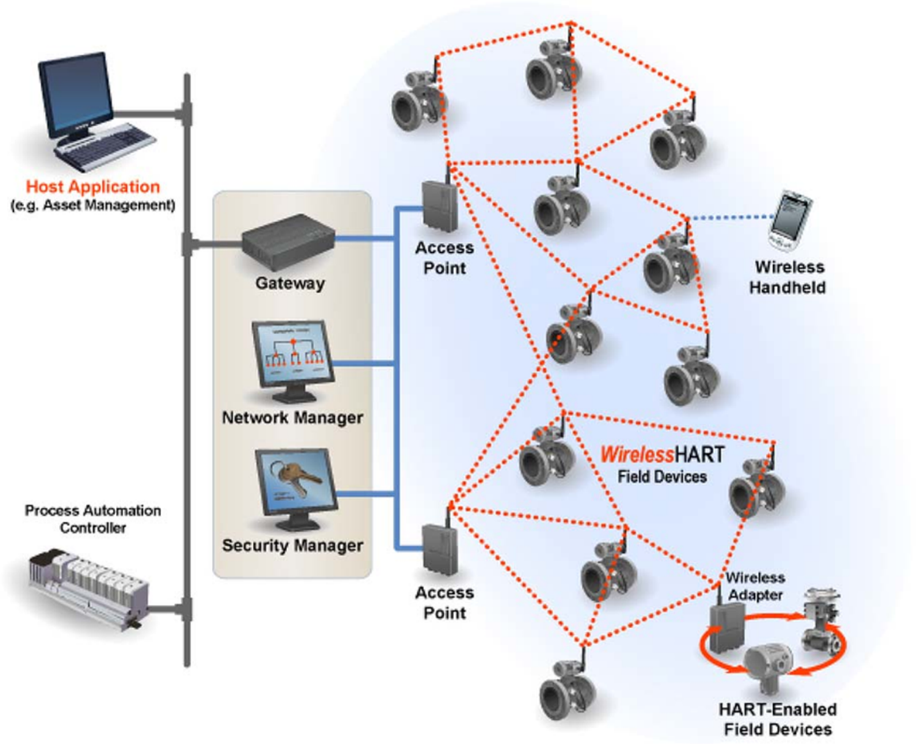 Host Application
(e.g. Asset Management)
Gateway
Network Manager
Security Manager
Process Automation
Controller
Access
Point
Access
Point
Wireless
Handheld
WirelessHART
Field Devices
Wireless
Adapter
HART-Enabled
Field Devices